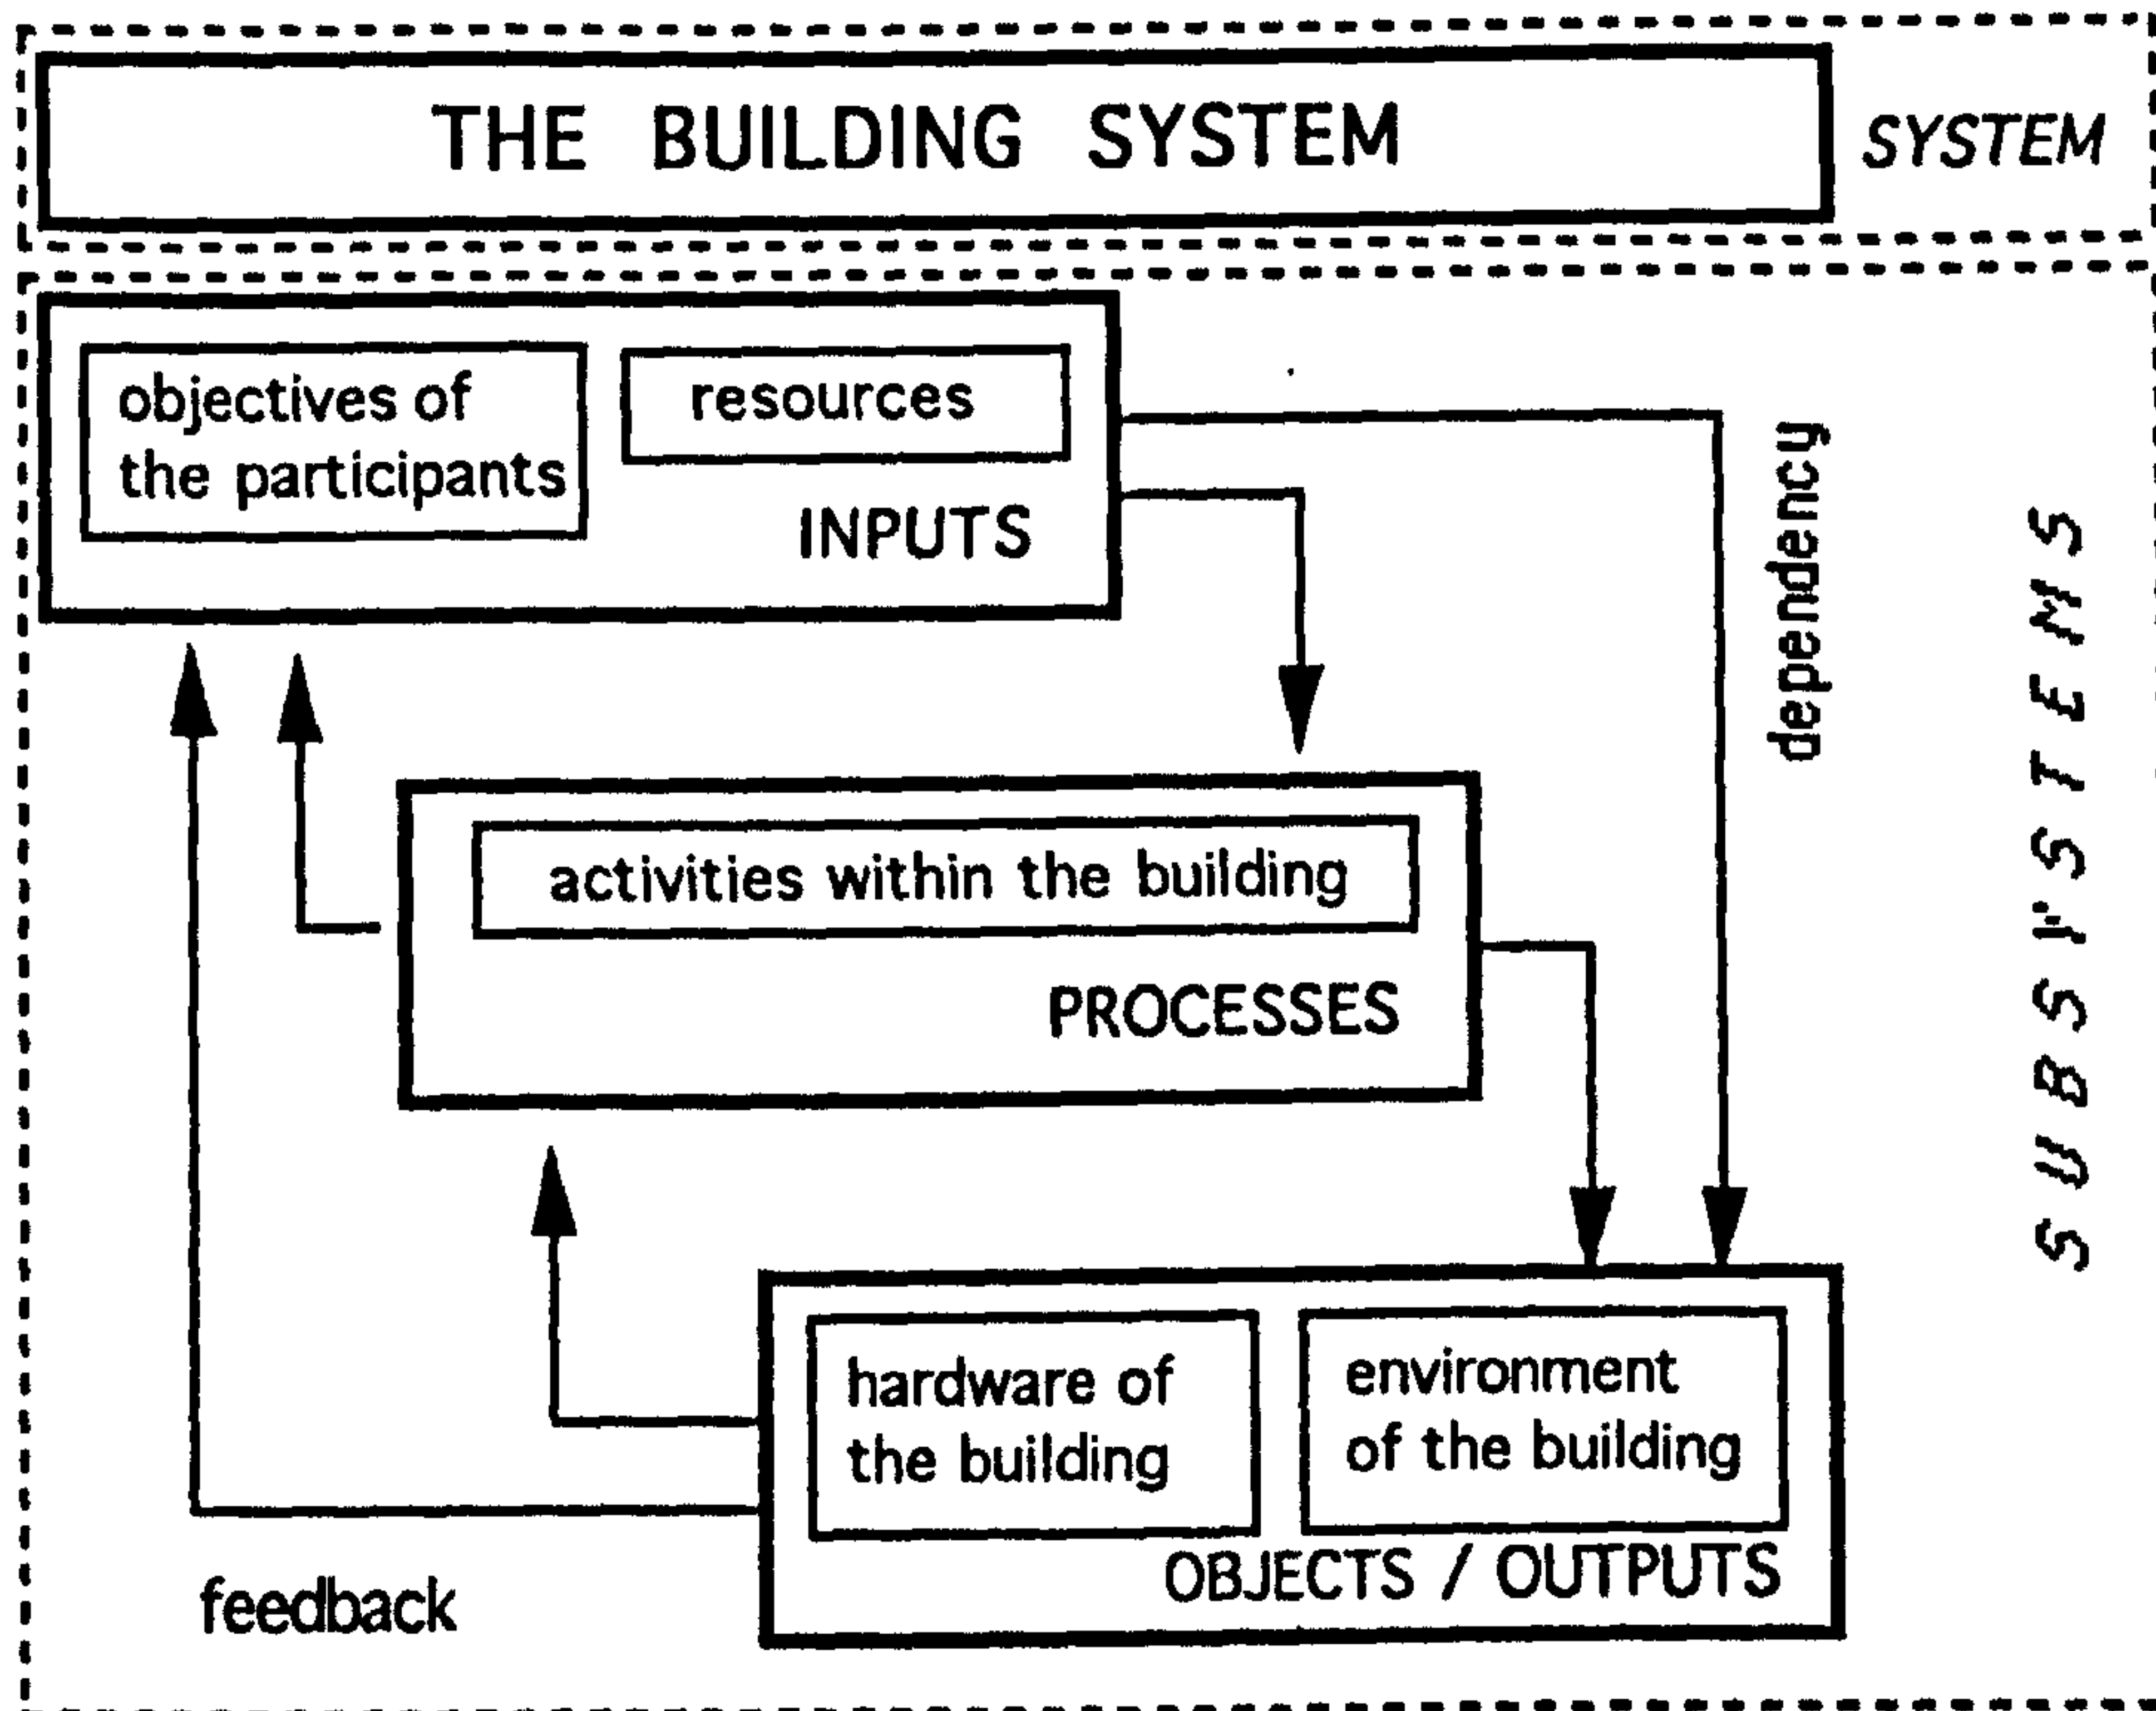 THE BUILDING SYSTEM
SYSTEM
objectives of
the participants
resources
INPUTS
dependency
SUBSYSTEMS
activities within the building
PROCESSES
hardware of
the building
environment
of the building
OBJECTS / OUTPUTS
feedback